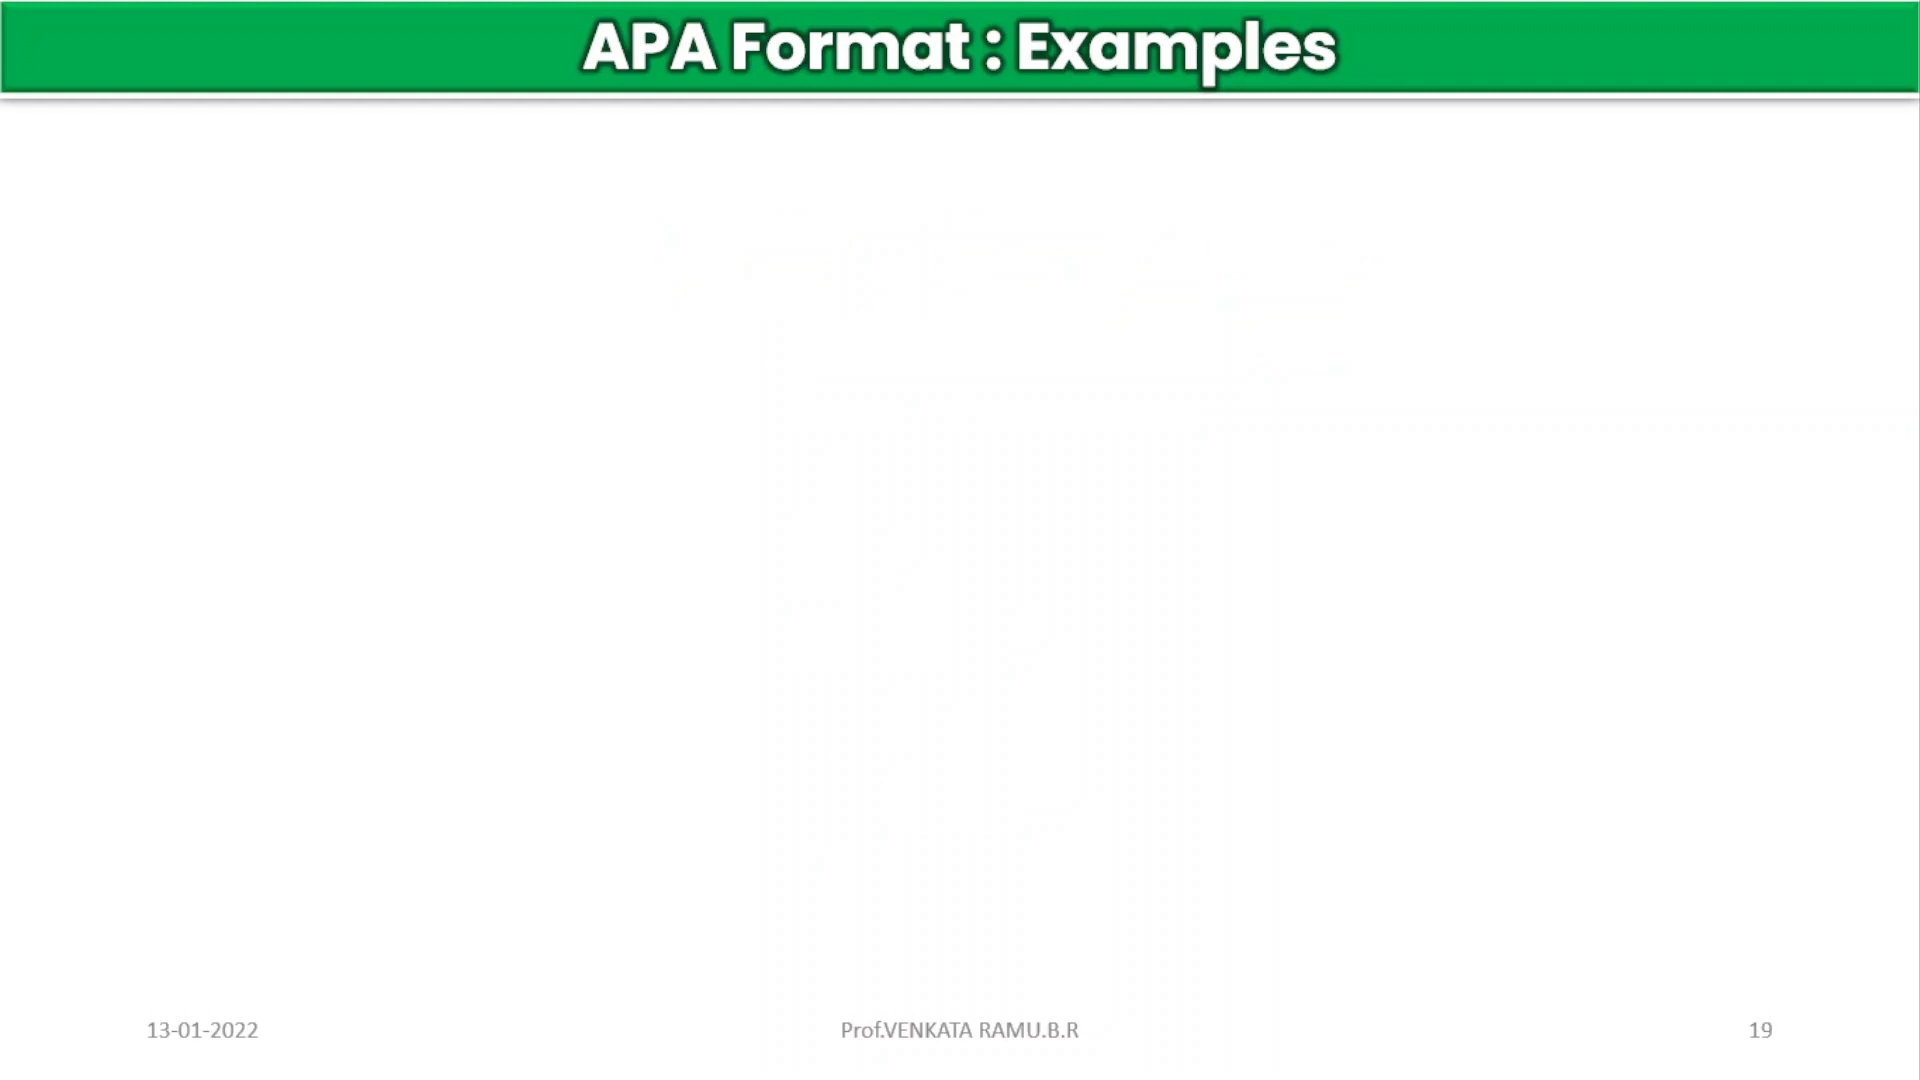 APA Format : Examples
13-01-2022
Prof.VENKATA RAMU.B.R
19